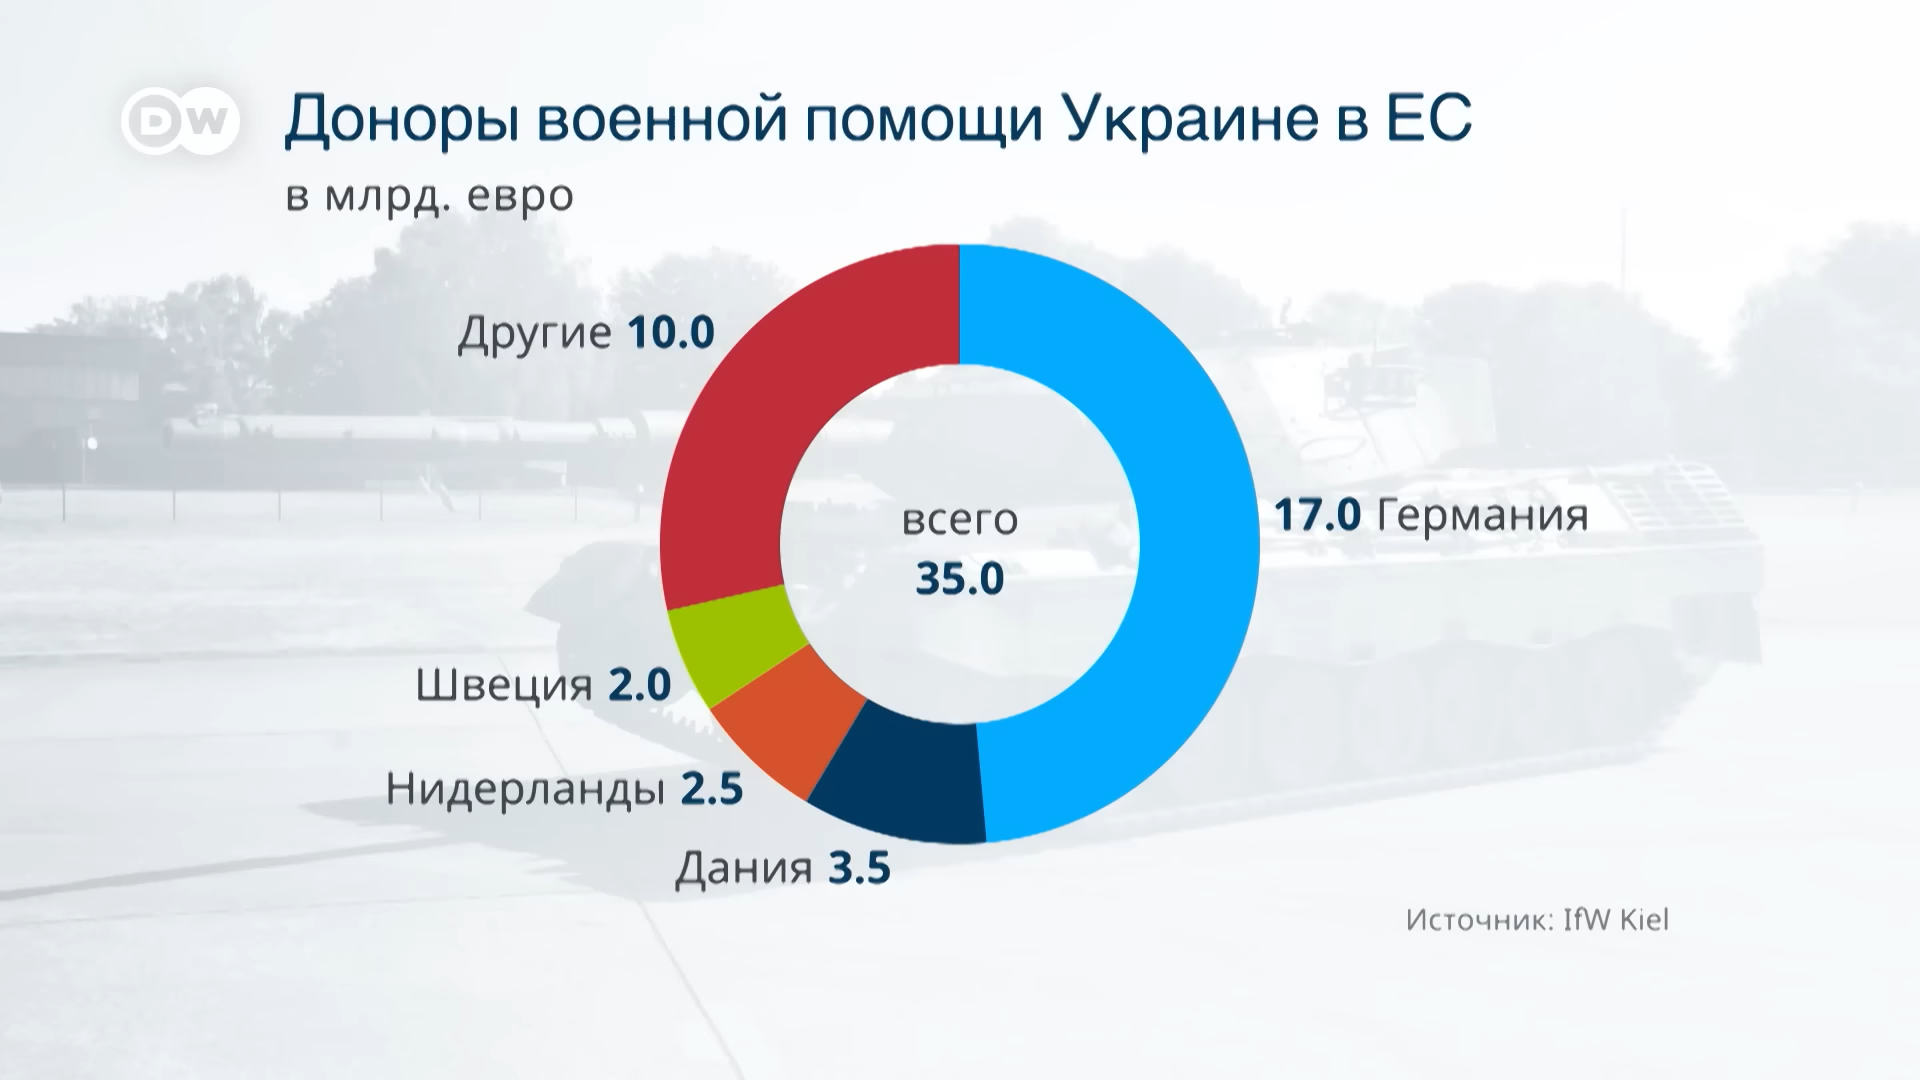 DW
Доноры военной помощи Украине в ЕС
в млрд. евро
Другие 10.0
17.0 Германия
всего
35.0
Швеция 2.0
Нидерланды 2.5
Дания 3.5
Источник: IfW Kiel